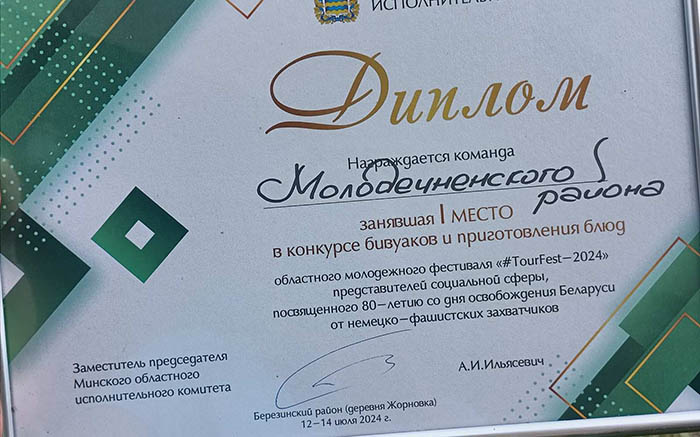 Диплом
Награждается команда
Молодечненского
района
занявшая I МЕСТО
в конкурсе бивуаков и приготовления блюд
областного молодежного фестиваля «#TourFest–2024»
представителей социальной сферы,
посвященного 80–летию со дня освобождения Беларуси
от немецко–фашистских захватчиков
Заместитель председателя
Минского областного
исполнительного комитета
А.И.Ильясевич
Березинский район (деревня Жорновка)
12–14 июля 2024 г.